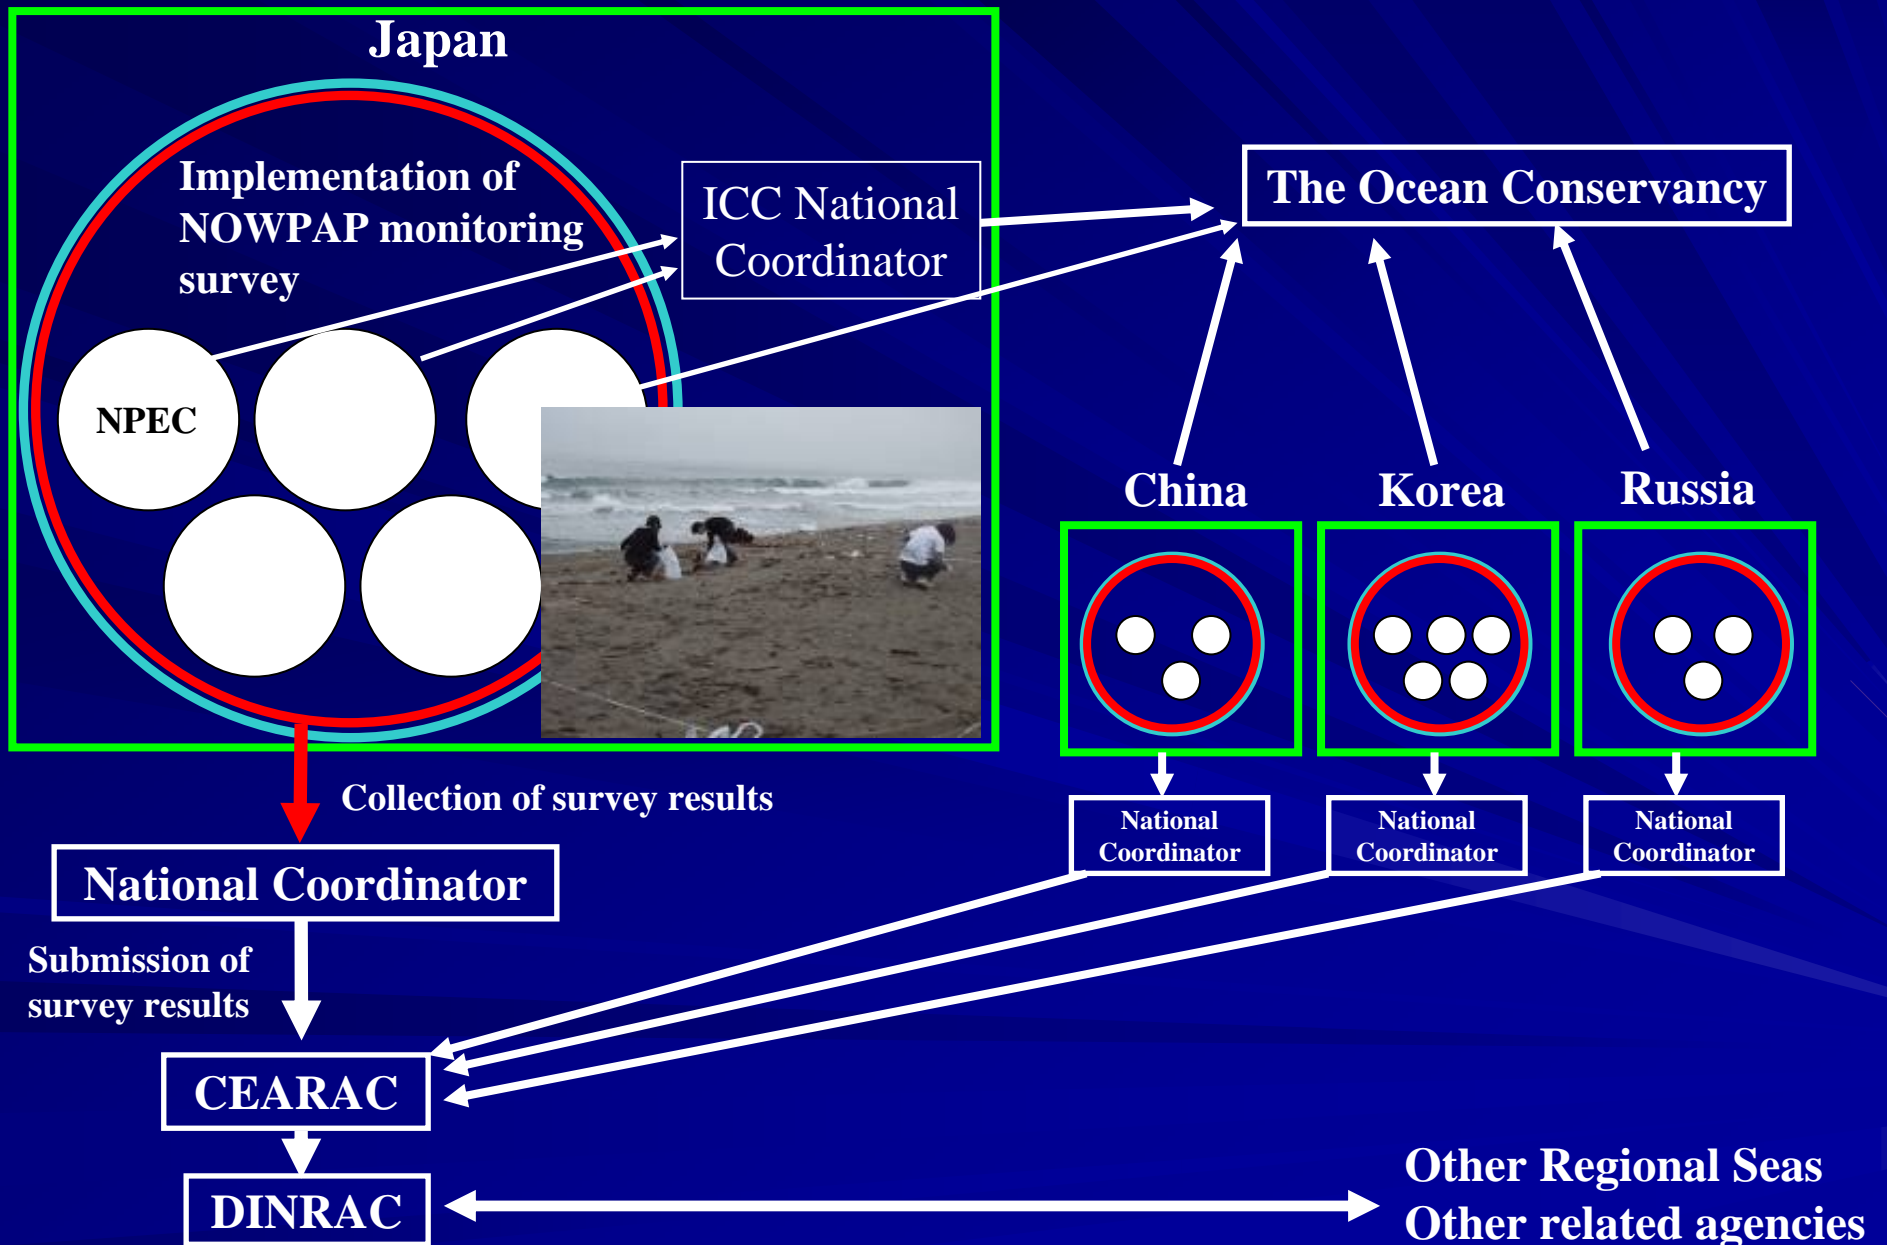 Japan
Implementation of
NOWPAP monitoring
survey
ICC National
Coordinator
The Ocean Conservancy
NPEC
China
Korea
Russia
National
Coordinator
National
Coordinator
National
Coordinator
Collection of survey results
National Coordinator
Submission of
survey results
CEARAC
DINRAC
Other Regional Seas
Other related agencies